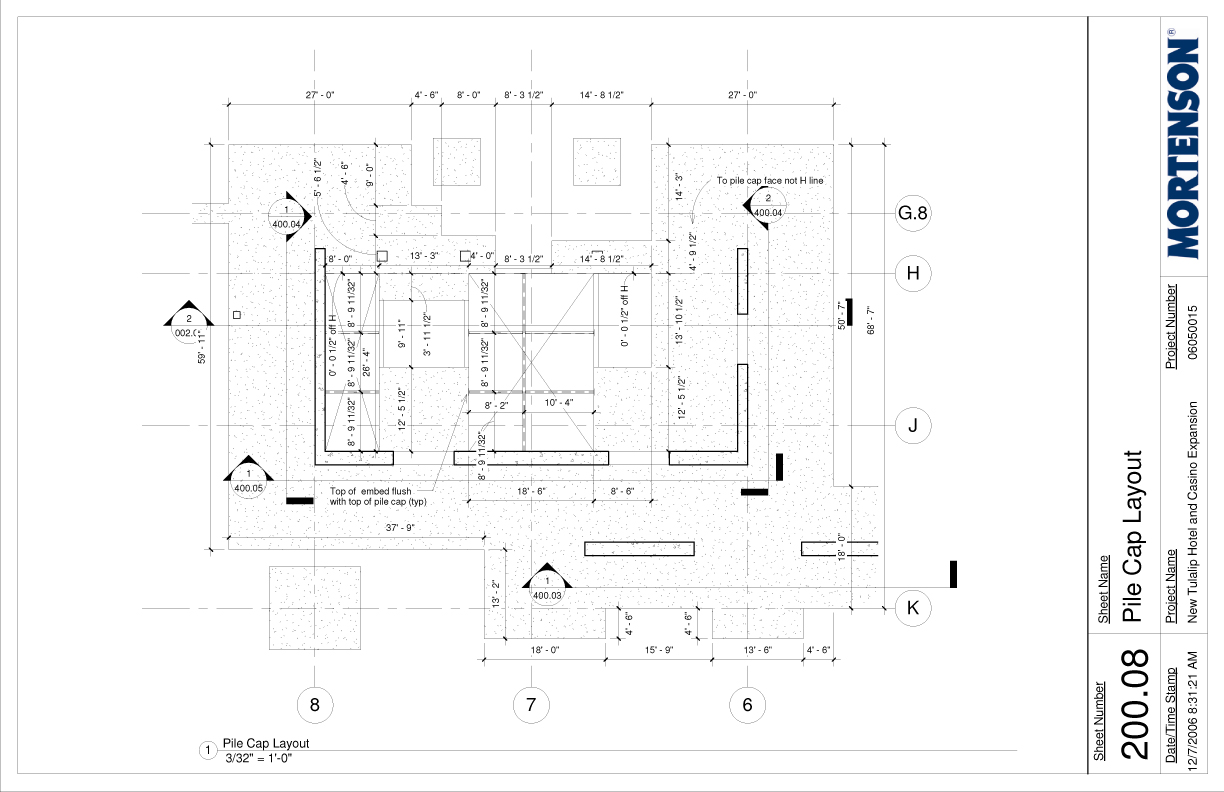 27' - 0"
4' - 6"
8' - 0"
8' - 3 1/2"
14' - 8 1/2"
27' - 0"
5' - 6 1/2"
4' - 6"
9' - 0"
14' - 3"
To pile cap face not H line
1
400.04
2
400.04
G.8
4' - 9 1/2"
8' - 0"
13' - 3"
4' - 0"
8' - 3 1/2"
14' - 8 1/2"
H
2
59' - 11"
8' - 9 11/32"
8' - 9 11/32"
8' - 9 11/32"
0' - 0 1/2" off H
26' - 4"
9' - 11"
3' - 11 1/2"
12' - 5 1/2"
8' - 9 11/32"
8' - 9 11/32"
8' - 9 11/32"
0' - 0 1/2" off H
13' - 10 1/2"
12' - 5 1/2"
50' - 7"
68' - 7"
8' - 2"
10' - 4"
J
1
400.05
Top of embed flush
with top of pile cap (typ)
18' - 6"
8' - 6"
37' - 9"
18' - 0"
13' - 2"
1
400.03
K
4' - 6"
4' - 6"
18' - 0"
15' - 9"
13' - 6"
4' - 6"
8
7
6
1
Pile Cap Layout
3/32" = 1'-0"
MORTENSON®
Project Number
06050015
Sheet Name
Pile Cap Layout
Project Name
New Tulalip Hotel and Casino Expansion
Sheet Number
200.08
Date/Time Stamp
12/7/2006 8:31:21 AM